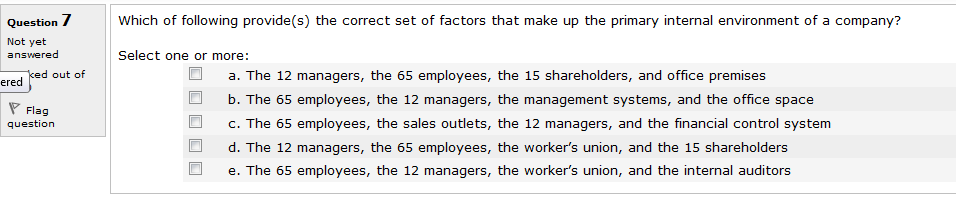 Question 7
Not yet
answered
ked out of
ered
Flag
question
Which of following provide(s) the correct set of factors that make up the primary internal environment of a company?
Select one or more:
a. The 12 managers, the 65 employees, the 15 shareholders, and office premises
b. The 65 employees, the 12 managers, the management systems, and the office space
c. The 65 employees, the sales outlets, the 12 managers, and the financial control system
d. The 12 managers, the 65 employees, the worker's union, and the 15 shareholders
e. The 65 employees, the 12 managers, the worker's union, and the internal auditors